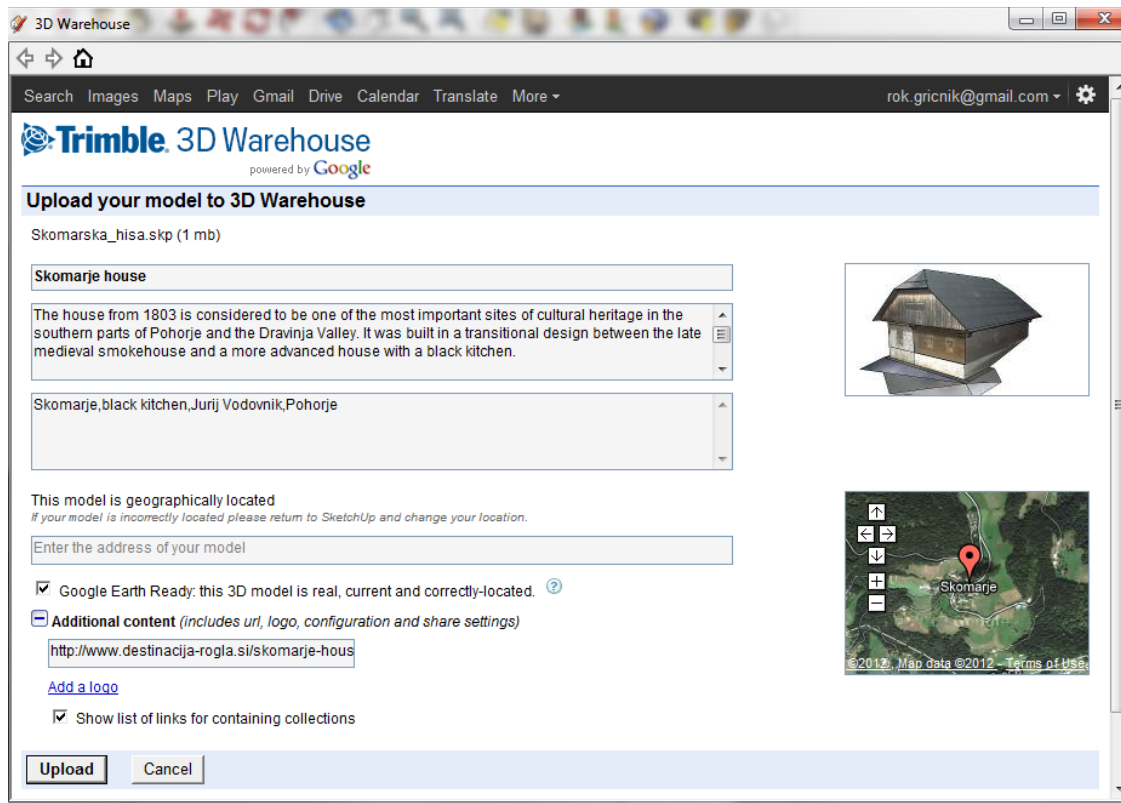 3D Warehouse
Search Images Maps Play Gmail Drive Calendar Translate More
rok.gricnik@gmail.com
Trimble. 3D Warehouse
powered by Google
Upload your model to 3D Warehouse
Skomarska_hisa.skp (1 mb)
Skomarje house
The house from 1803 is considered to be one of the most important sites of cultural heritage in the
southern parts of Pohorje and the Dravinja Valley. It was built in a transitional design between the late
medieval smokehouse and a more advanced house with a black kitchen.
Skomarje,black kitchen,Jurij Vodovnik,Pohorje
This model is geographically located
If your model is incorrectly located please return to SketchUp and change your location.
Enter the address of your model
Skomarje
©2012 , Map data ©2012 - Terms of Use
Google Earth Ready: this 3D model is real, current and correctly-located. ?
Additional content (includes url, logo, configuration and share settings)
http://www.destinacija-rogla.si/skomarje-hous
Add a logo
Show list of links for containing collections
Upload
Cancel